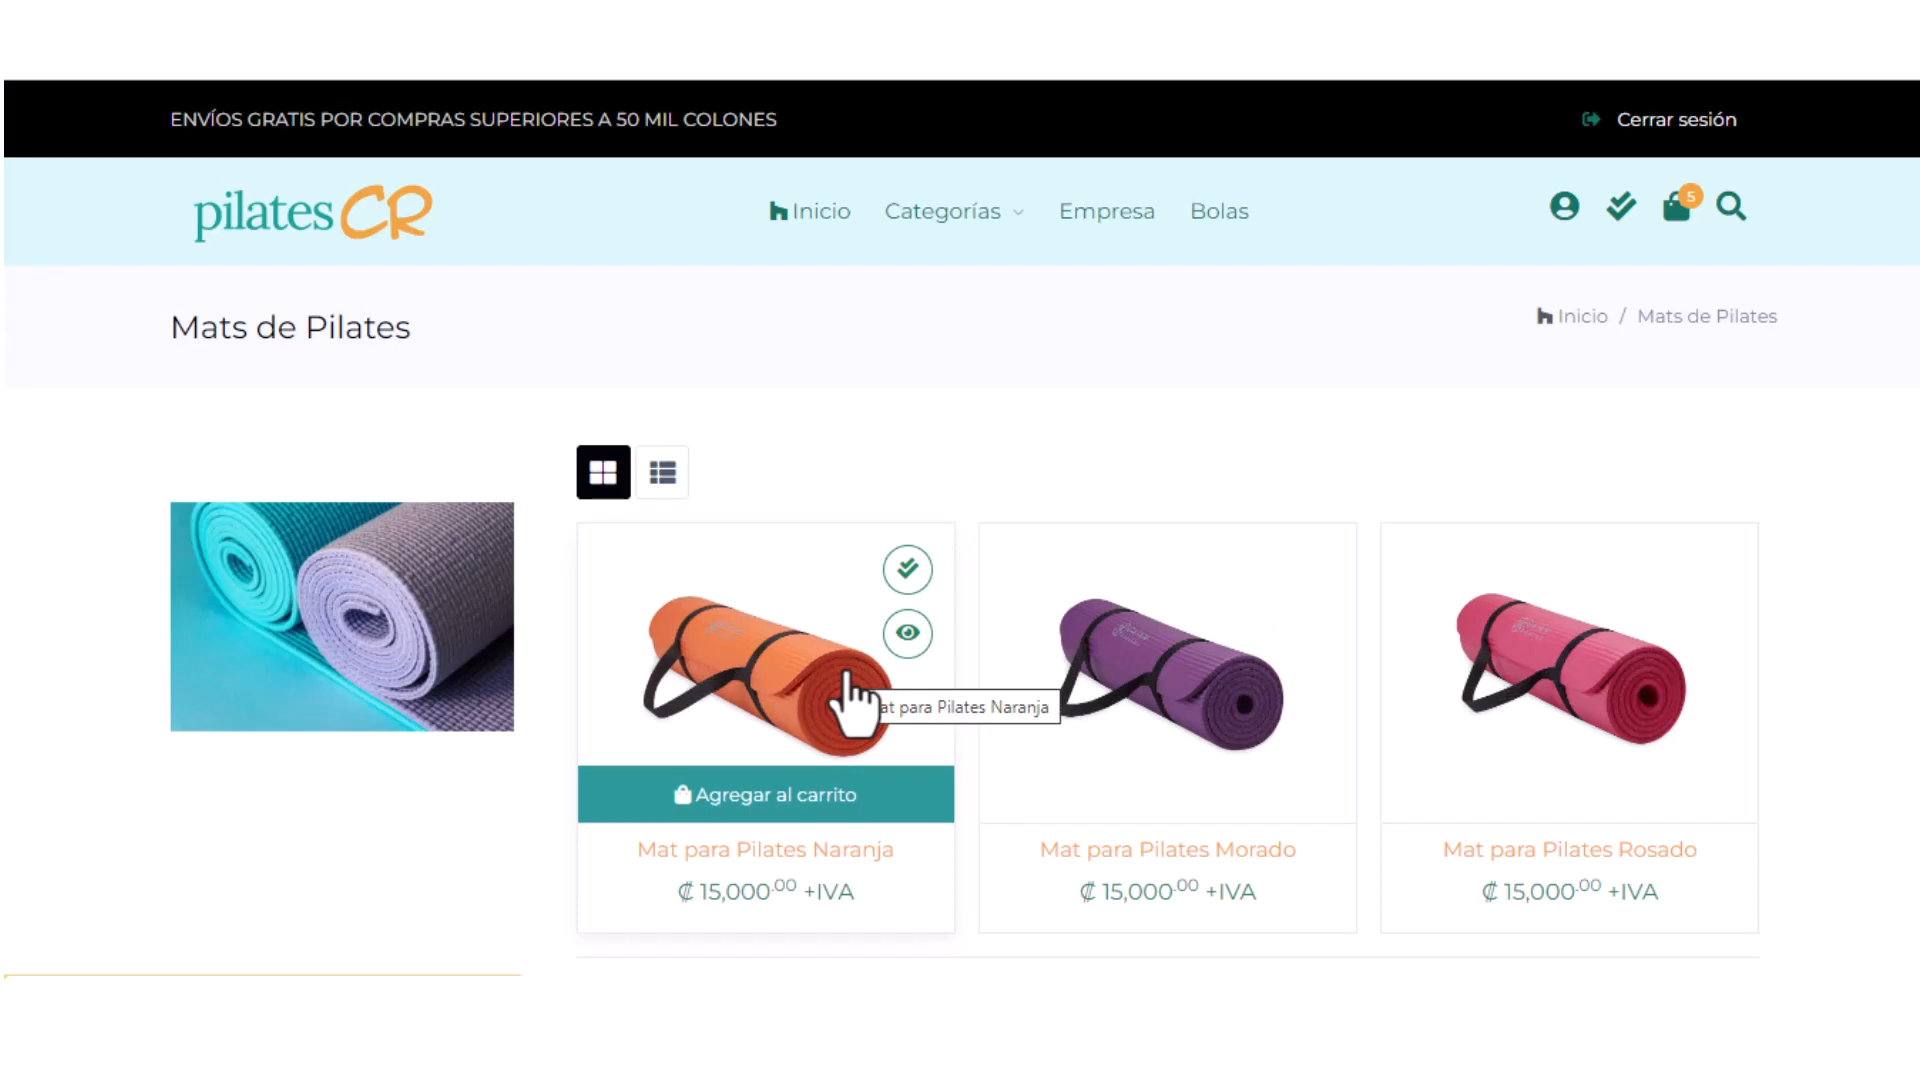 ENVÍOS GRATIS POR COMPRAS SUPERIORES A 50 MIL COLONES
Cerrar sesión
pilates CR
Inicio
Categorías
Empresa
Bolas
5
Mats de Pilates
Inicio / Mats de Pilates
at para Pilates Naranja
Agregar al carrito
Mat para Pilates Naranja
₡ 15,000.00 +IVA
Mat para Pilates Morado
₡ 15,000.00 +IVA
Mat para Pilates Rosado
₡ 15,000.00 +IVA